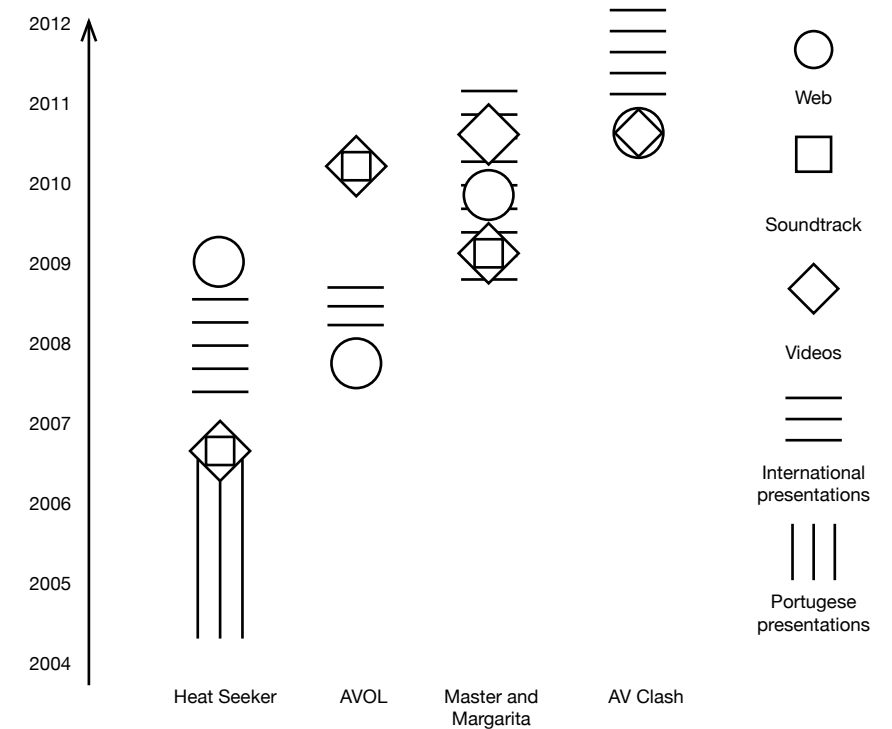 2012
2011
2010
2009
2008
2007
2006
2005
2004
Heat Seeker
AVOL
Master and
Margarita
AV Clash
Web
Soundtrack
Videos
International
presentations
Portugese
presentations